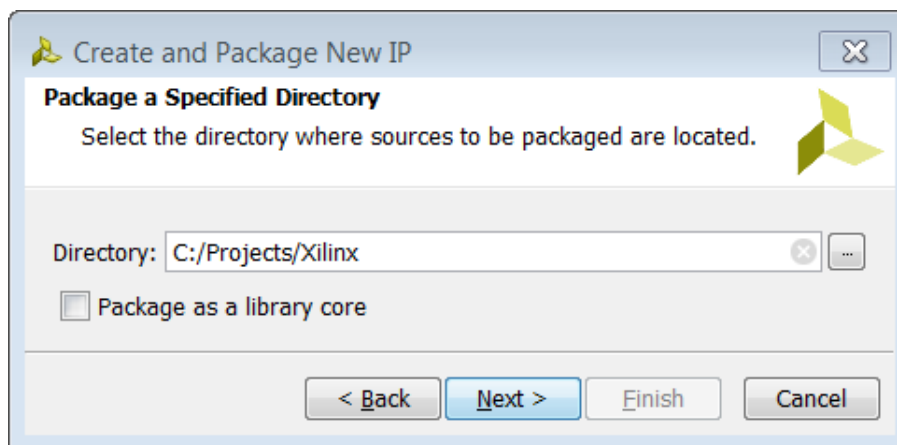 Create and Package New IP
Package a Specified Directory
Select the directory where sources to be packaged are located.
Directory: C:/Projects/Xilinx ...
Package as a library core
< Back Next > Finish Cancel